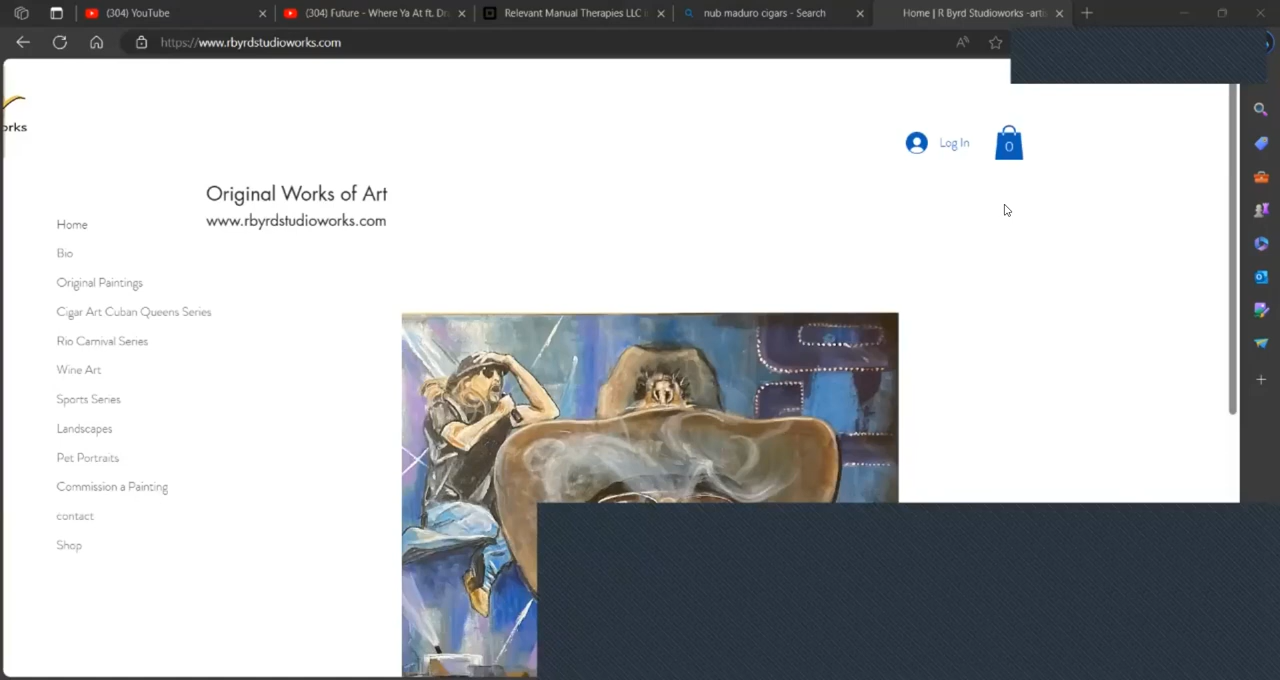 (304) YouTube
(304) Future - Where Ya At ft. Dr
Relevant Manual Therapies LLC
nub maduro cigars - Search
Home | R Byrd Studioworks -artis
https://www.rbyrdstudioworks.com
orks
Log In
0
Original Works of Art
www.rbyrdstudioworks.com
Home
Bio
Original Paintings
Cigar Art Cuban Queens Series
Rio Carnival Series
Wine Art
Sports Series
Landscapes
Pet Portraits
Commission a Painting
contact
Shop